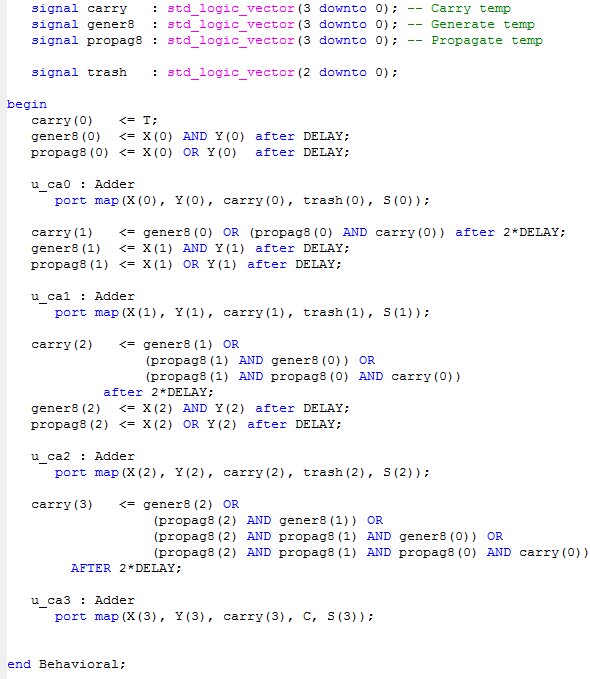 signal carry   : std_logic_vector(3 downto 0); -- Carry temp
signal gener8  : std_logic_vector(3 downto 0); -- Generate temp
signal propag8 : std_logic_vector(3 downto 0); -- Propagate temp
signal trash   : std_logic_vector(2 downto 0);
begin
carry(0)   <= T;
gener8(0)  <= X(0) AND Y(0) after DELAY;
propag8(0) <= X(0) OR Y(0)  after DELAY;
u_ca0 : Adder
port map(X(0), Y(0), carry(0), trash(0), S(0));
carry(1)   <= gener8(0) OR (propag8(0) AND carry(0)) after 2*DELAY;
gener8(1)  <= X(1) AND Y(1) after DELAY;
propag8(1) <= X(1) OR Y(1) after DELAY;
u_ca1 : Adder
port map(X(1), Y(1), carry(1), trash(1), S(1));
carry(2)   <= gener8(1) OR
(propag8(1) AND gener8(0)) OR
(propag8(1) AND propag8(0) AND carry(0))
after 2*DELAY;
gener8(2)  <= X(2) AND Y(2) after DELAY;
propag8(2) <= X(2) OR Y(2) after DELAY;
u_ca2 : Adder
port map(X(2), Y(2), carry(2), trash(2), S(2));
carry(3)   <= gener8(2) OR
(propag8(2) AND gener8(1)) OR
(propag8(2) AND propag8(1) AND gener8(0)) OR
(propag8(2) AND propag8(1) AND propag8(0) AND carry(0))
AFTER 2*DELAY;
u_ca3 : Adder
port map(X(3), Y(3), carry(3), C, S(3));
end Behavioral;